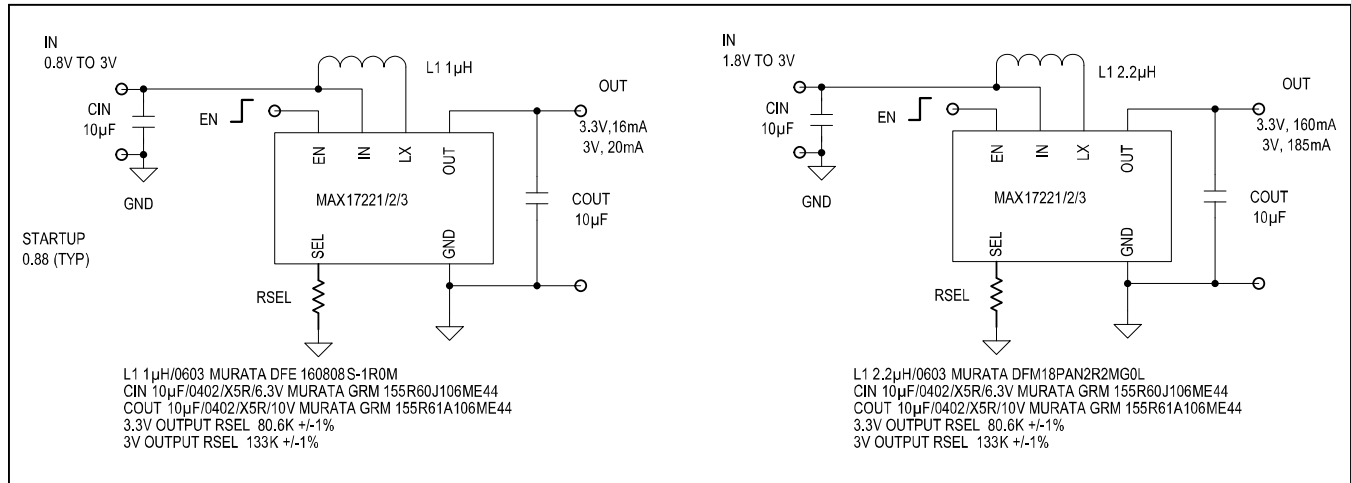 IN
0.8V TO 3V
L1 1µH
OUT
CIN
10µF
EN
3.3V,16mA
3V, 20mA
EN
IN
LX
OUT
GND
MAX17221/2/3
COUT
10µF
STARTUP
0.88 (TYP)
SEL
GND
RSEL
L1 1µH/0603 MURATA DFE 160808S-1R0M
CIN 10µF/0402/X5R/6.3V MURATA GRM 155R60J106ME44
COUT 10µF/0402/X5R/10V MURATA GRM 155R61A106ME44
3.3V OUTPUT RSEL 80.6K +/-1%
3V OUTPUT RSEL 133K +/-1%
IN
1.8V TO 3V
L1 2.2µH
OUT
CIN
10µF
EN
3.3V, 160mA
3V, 185mA
EN
IN
LX
OUT
GND
MAX17221/2/3
COUT
10µF
SEL
GND
RSEL
L1 2.2µH/0603 MURATA DFM18PAN2R2MG0L
CIN 10µF/0402/X5R/6.3V MURATA GRM 155R60J106ME44
COUT 10µF/0402/X5R/10V MURATA GRM 155R61A106ME44
3.3V OUTPUT RSEL 80.6K +/-1%
3V OUTPUT RSEL 133K +/-1%